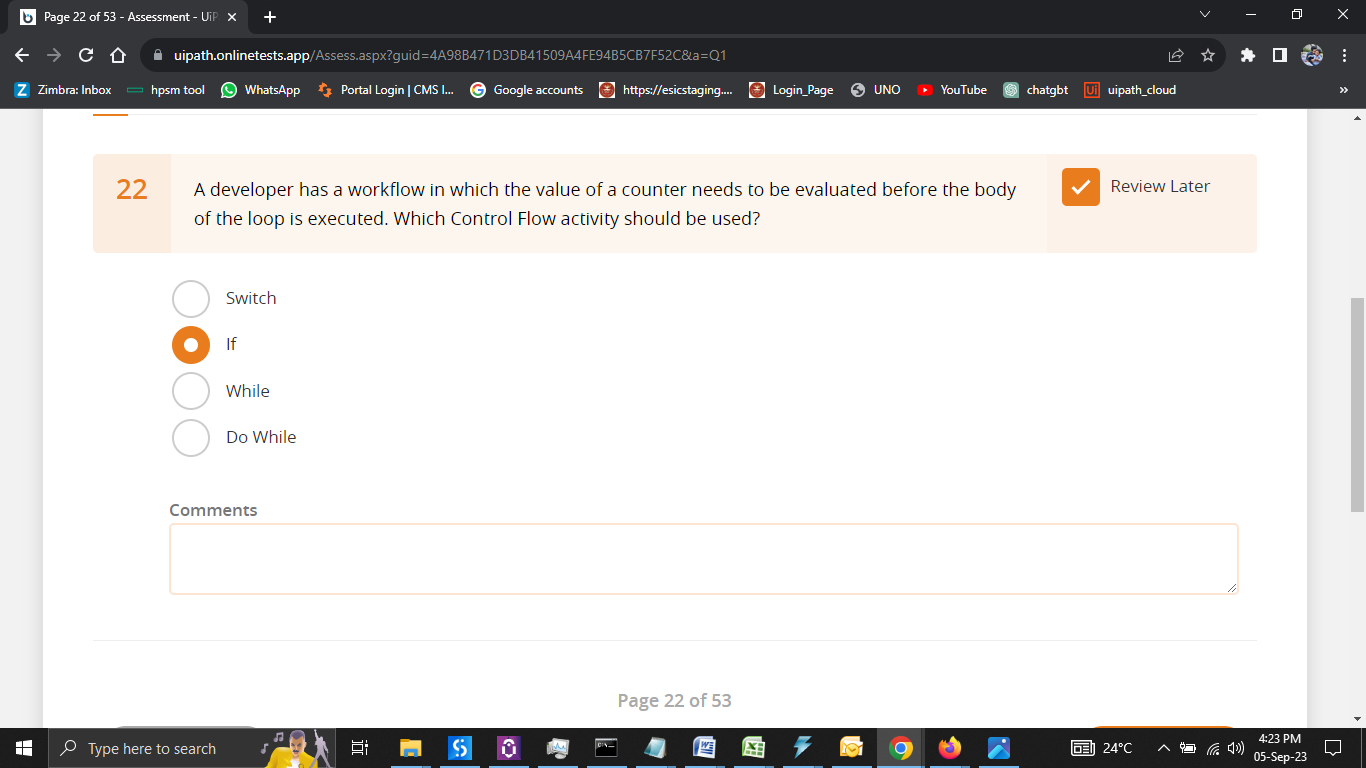 Page 22 of 53 - Assessment - UiP
uipath.onlinetests.app/Assess.aspx?guid=4A98B471D3DB41509A4FE94B5CB7F52C&a=Q1
Zimbra: Inbox hpsm tool WhatsApp Portal Login | CMS I... Google accounts https://esicstaging.... Login_Page UNO YouTube chatgbt uipath_cloud »
22
A developer has a workflow in which the value of a counter needs to be evaluated before the body
of the loop is executed. Which Control Flow activity should be used?
Review Later
Switch
If
While
Do While
Comments
Page 22 of 53
Type here to search
24°C
4:23 PM
05-Sep-23